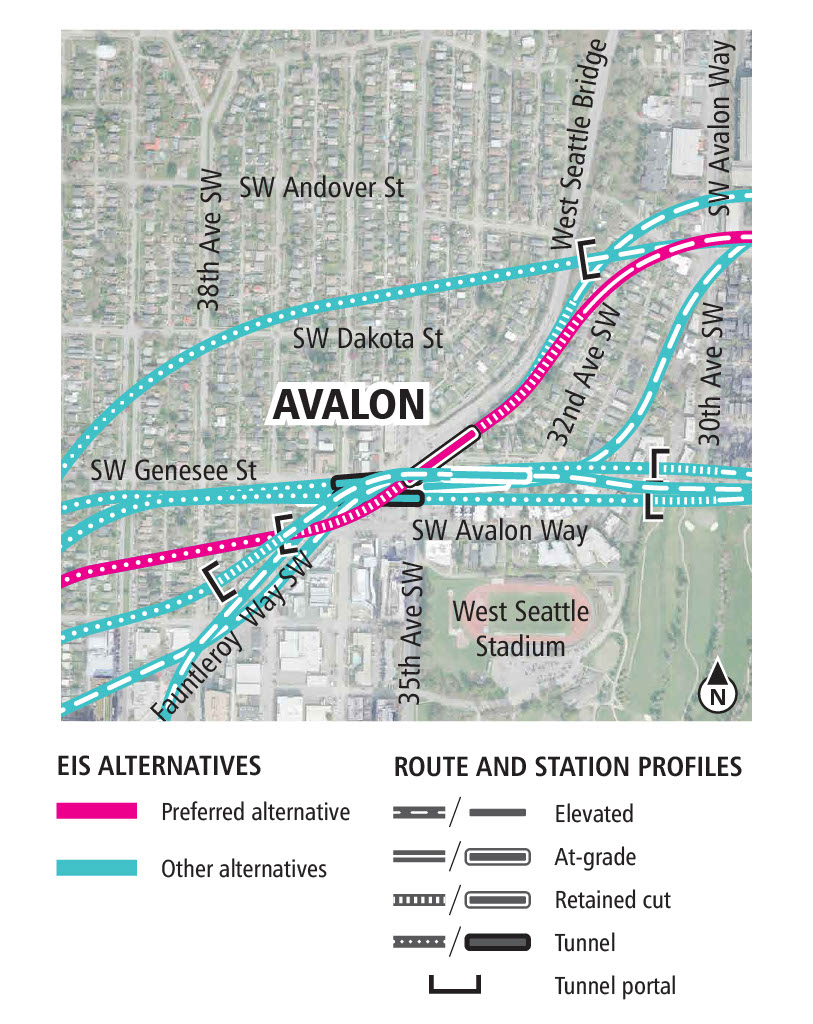 West Seattle Bridge
SW Avalon Way
38th Ave SW
SW Andover St
SW Dakota St
32nd Ave SW
30th Ave SW
AVALON
SW Genesee St
SW Avalon Way
Fauntleroy Way SW
35th Ave SW
West Seattle
Stadium
N
EIS ALTERNATIVES
Preferred alternative
Other alternatives
ROUTE AND STATION PROFILES
Elevated
At-grade
Retained cut
Tunnel
Tunnel portal